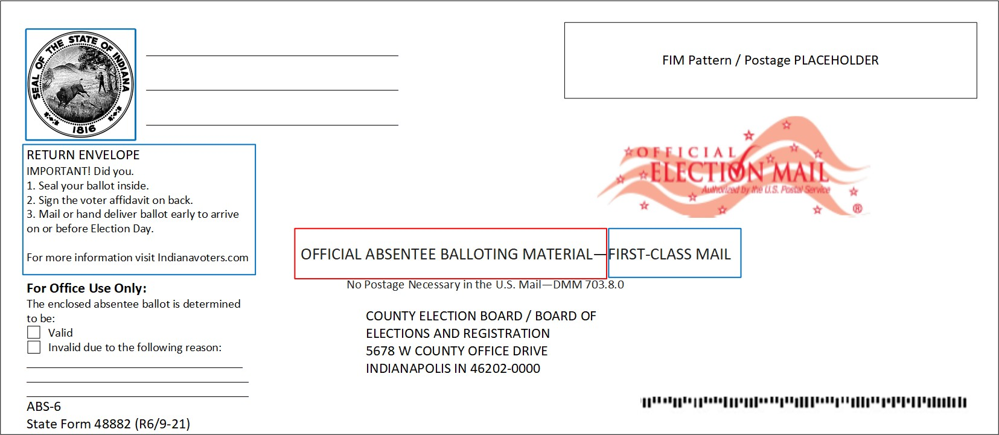 SEAL OF THE STATE OF INDIANA
1816
FIM Pattern / Postage PLACEHOLDER
OFFICIAL
ELECTION MAIL
Authorized by the U.S. Postal Service
®
RETURN ENVELOPE
IMPORTANT! Did you.
1. Seal your ballot inside.
2. Sign the voter affidavit on back.
3. Mail or hand deliver ballot early to arrive
on or before Election Day.
For more information visit Indianavoters.com
OFFICIAL ABSENTEE BALLOTING MATERIAL—FIRST-CLASS MAIL
No Postage Necessary in the U.S. Mail—DMM 703.8.0
COUNTY ELECTION BOARD / BOARD OF
ELECTIONS AND REGISTRATION
5678 W COUNTY OFFICE DRIVE
INDIANAPOLIS IN 46202-0000
For Office Use Only:
The enclosed absentee ballot is determined
to be:
Valid
Invalid due to the following reason:
ABS-6
State Form 48882 (R6/9-21)